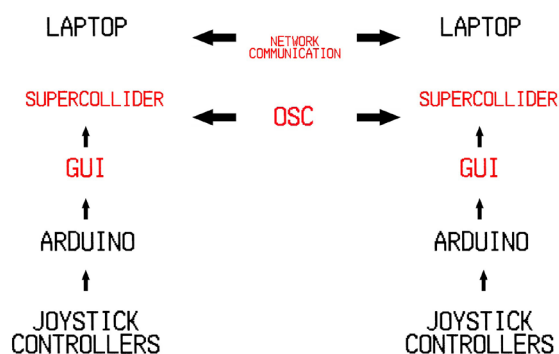 LAPTOP
NETWORK
COMMUNICATION
LAPTOP
SUPERCOLLIDER
OSC
SUPERCOLLIDER
GUI
GUI
ARDUINO
ARDUINO
JOYSTICK
CONTROLLERS
JOYSTICK
CONTROLLERS